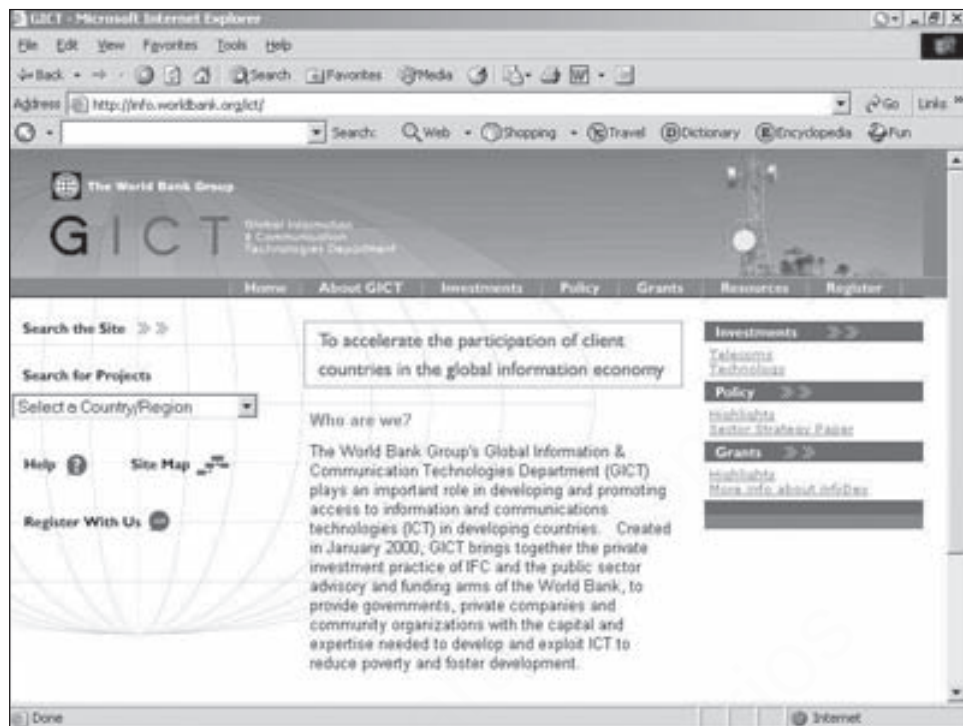 GICT - Microsoft Internet Explorer
File Edit View Favorites Tools Help
Back Search Favorites Media
Address http://info.worldbank.org/ict/ Go Links
Search: Web Shopping Travel Dictionary Encyclopedia Fun
The World Bank Group
GICT
Global Information
& Communication
Technologies Department
Home About GICT Investments Policy Grants Resources Register
Search the Site
Search for Projects
Select a Country/Region
Help Site Map
Register With Us
To accelerate the participation of client
countries in the global information economy
Who are we?
The World Bank Group's Global Information &
Communication Technologies Department (GICT)
plays an important role in developing and promoting
access to information and communications
technologies (ICT) in developing countries. Created
in January 2000, GICT brings together the private
investment practice of IFC and the public sector
advisory and funding arms of the World Bank, to
provide governments, private companies and
community organizations with the capital and
expertise needed to develop and exploit ICT to
reduce poverty and foster development.
Investments
Telecoms
Technology
Policy
Highlights
Sector Strategy Paper
Grants
Highlights
More info about infoDev
Done Internet